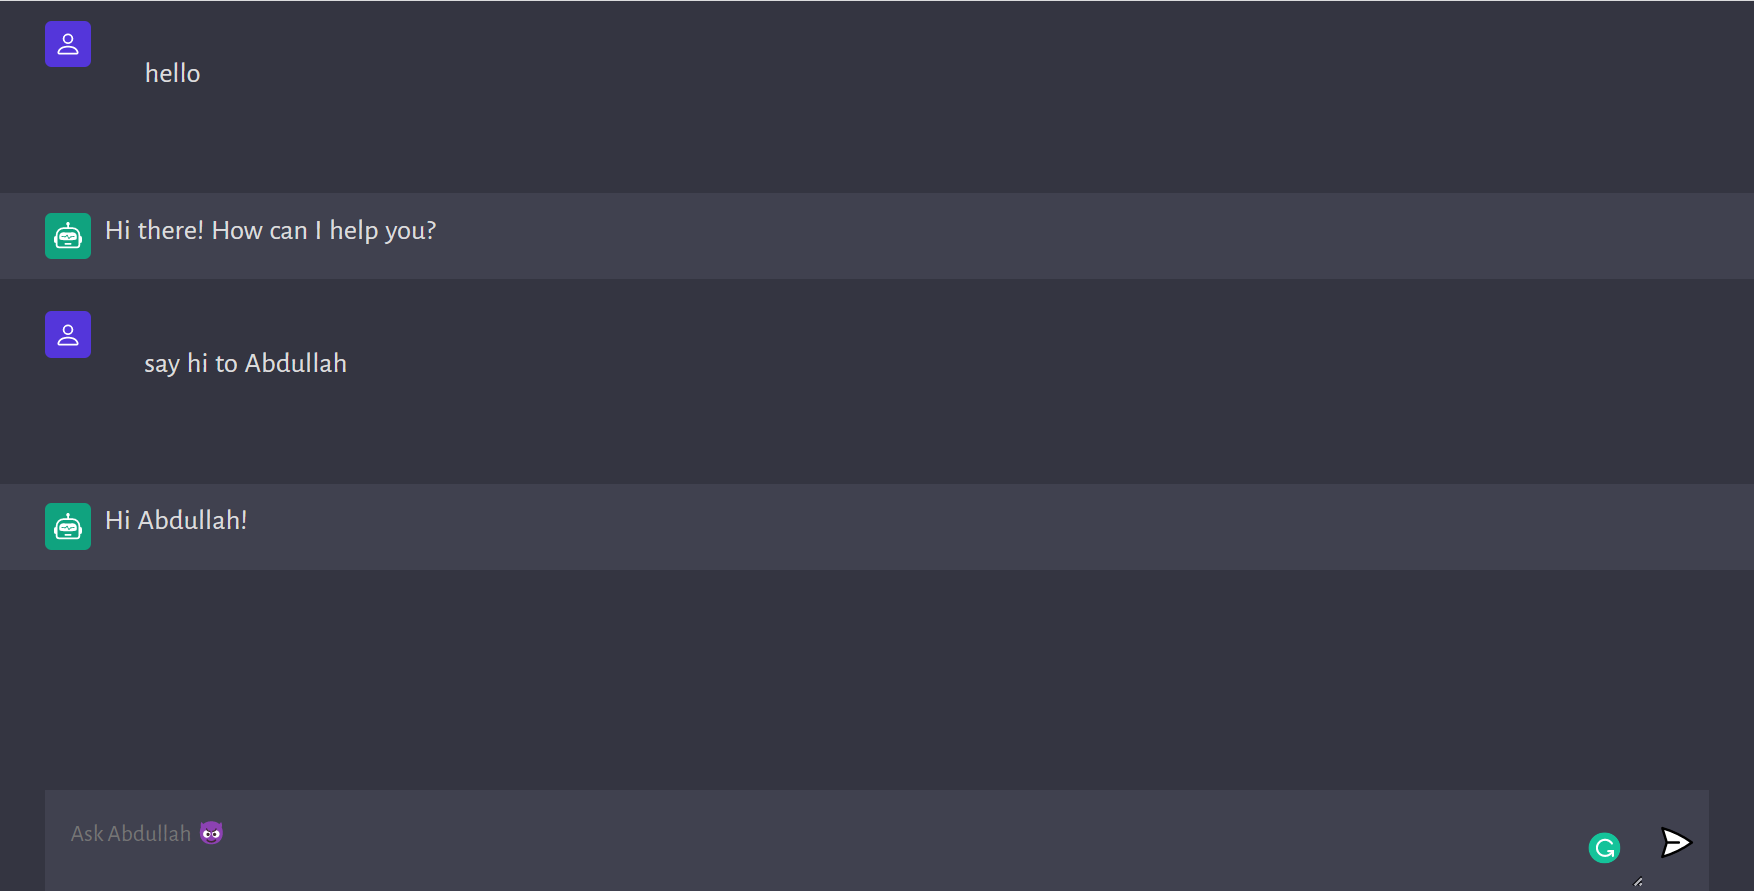 hello
Hi there! How can I help you?
say hi to Abdullah
Hi Abdullah!
Ask Abdullah 😈